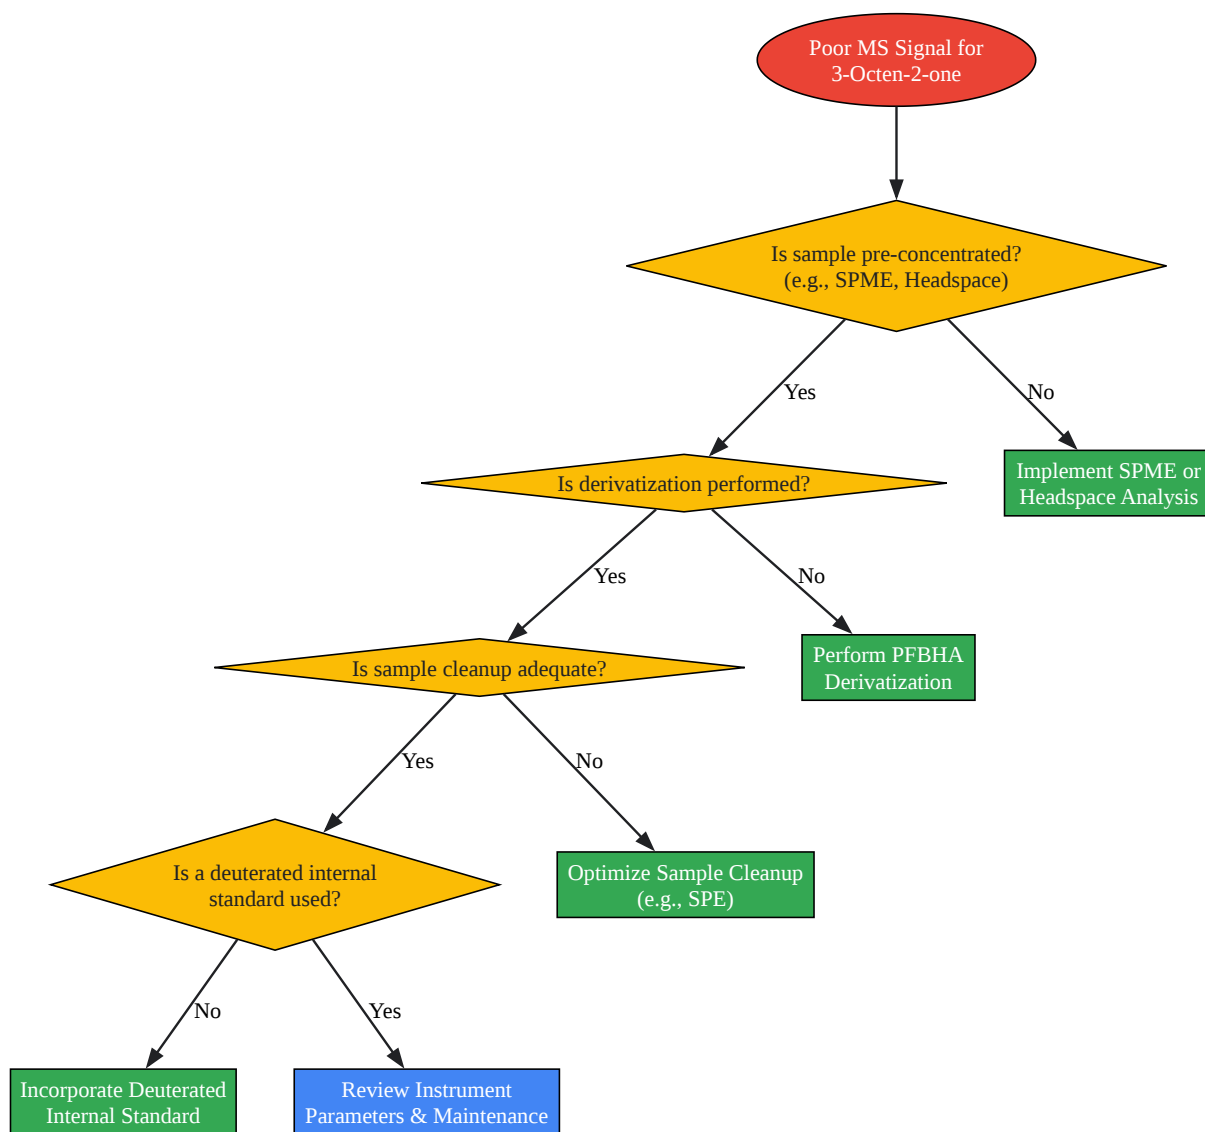 Poor MS Signal for
3-Octen-2-one
Is sample pre-concentrated?
(e.g., SPME, Headspace)
Yes
No
Implement SPME or
Headspace Analysis
Is derivatization performed?
Yes
No
Perform PFBHA
Derivatization
Is sample cleanup adequate?
Yes
No
Optimize Sample Cleanup
(e.g., SPE)
Is a deuterated internal
standard used?
No
Yes
Incorporate Deuterated
Internal Standard
Review Instrument
Parameters & Maintenance